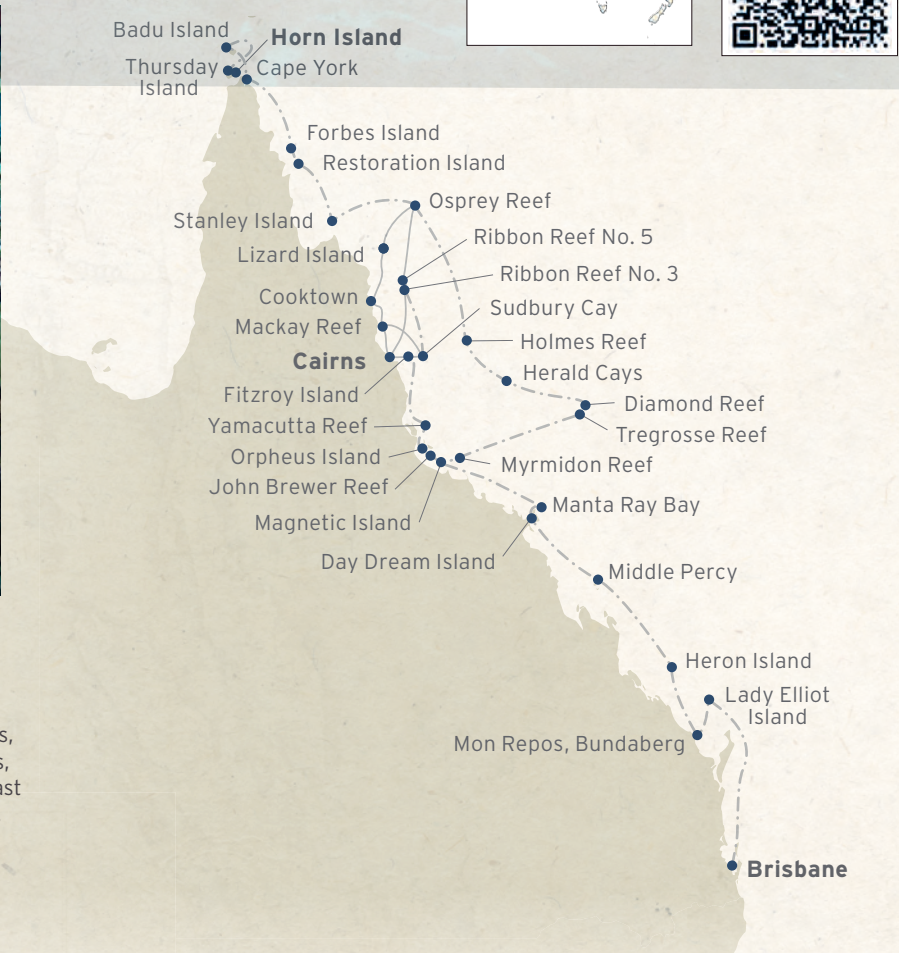 Badu Island
Horn Island
Thursday
Island
Cape York
Forbes Island
Restoration Island
Osprey Reef
Stanley Island
Ribbon Reef No. 5
Lizard Island
Ribbon Reef No. 3
Cooktown
Sudbury Cay
Mackay Reef
Holmes Reef
Cairns
Herald Cays
Fitzroy Island
Diamond Reef
Yamacutta Reef
Tregrosse Reef
Orpheus Island
Myrmidon Reef
John Brewer Reef
Manta Ray Bay
Magnetic Island
Day Dream Island
Middle Percy
Heron Island
Lady Elliot
Island
Mon Repos, Bundaberg
s,
s,
ast
Brisbane